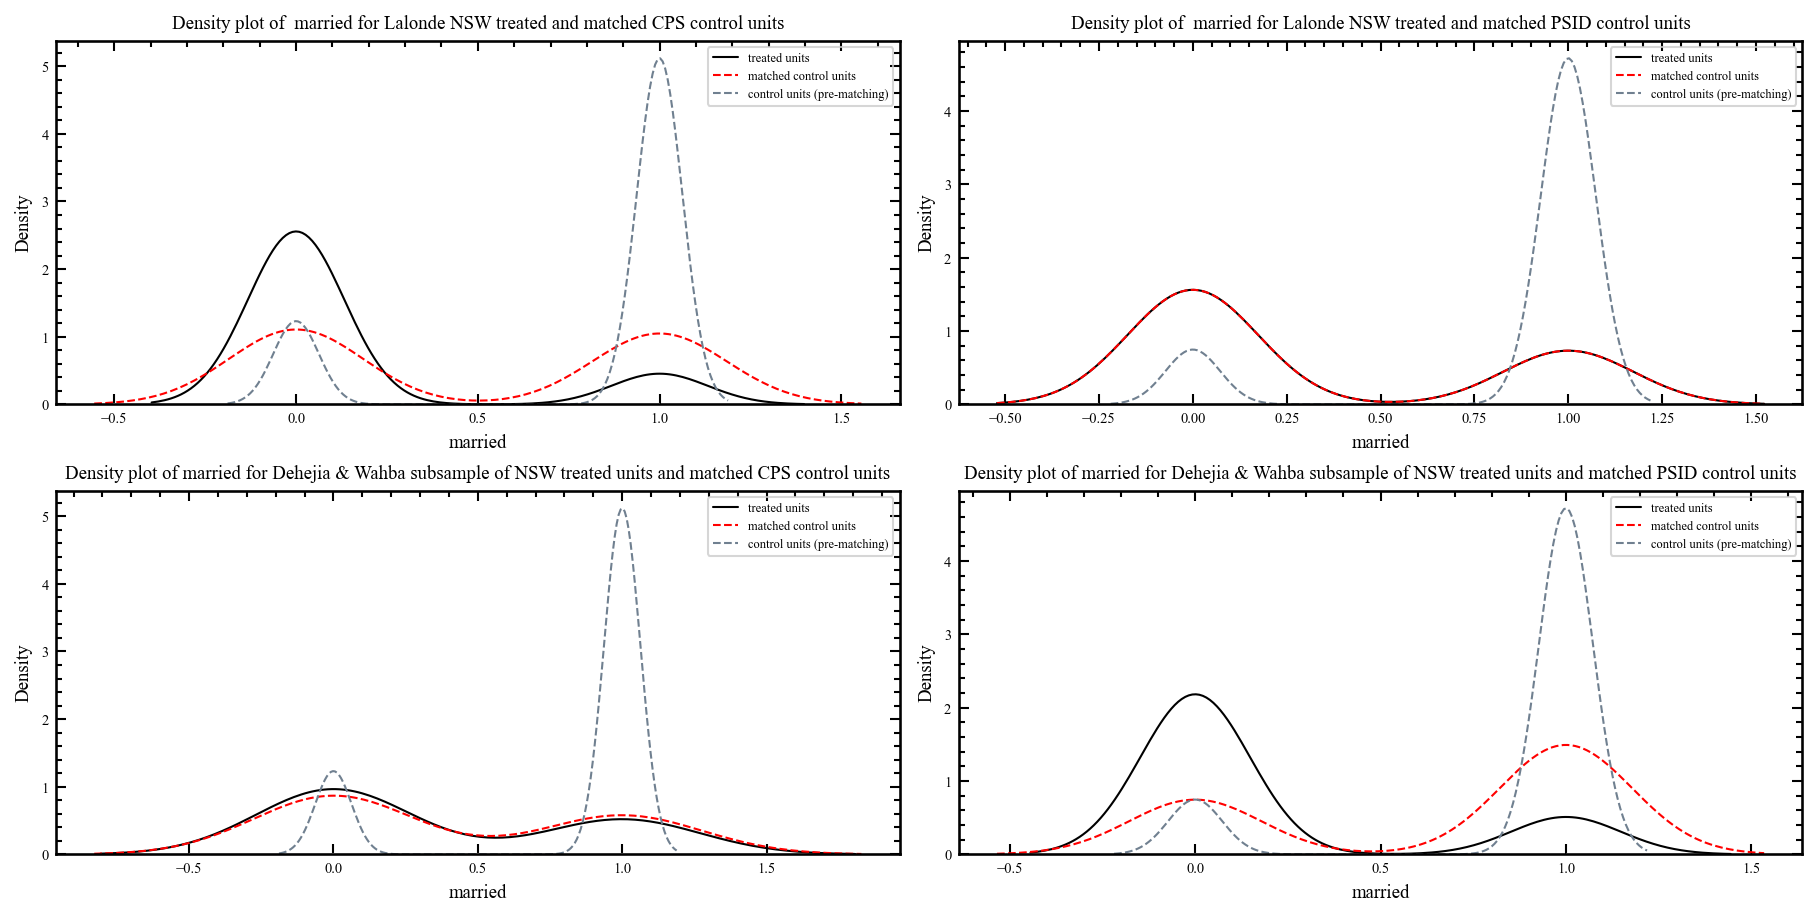 Density plot of  married for Lalonde NSW treated and matched CPS control units
treated units
matched control units
control units (pre-matching)
Density
5
4
3
2
1
0
−0.5 0.0 0.5 1.0 1.5
married
Density plot of  married for Lalonde NSW treated and matched PSID control units
treated units
matched control units
control units (pre-matching)
Density
4
3
2
1
0
−0.50 −0.25 0.00 0.25 0.50 0.75 1.00 1.25 1.50
married
Density plot of married for Dehejia & Wahba subsample of NSW treated units and matched CPS control units
treated units
matched control units
control units (pre-matching)
Density
5
4
3
2
1
0
−0.5 0.0 0.5 1.0 1.5
married
Density plot of married for Dehejia & Wahba subsample of NSW treated units and matched PSID control units
treated units
matched control units
control units (pre-matching)
Density
4
3
2
1
0
−0.5 0.0 0.5 1.0 1.5
married